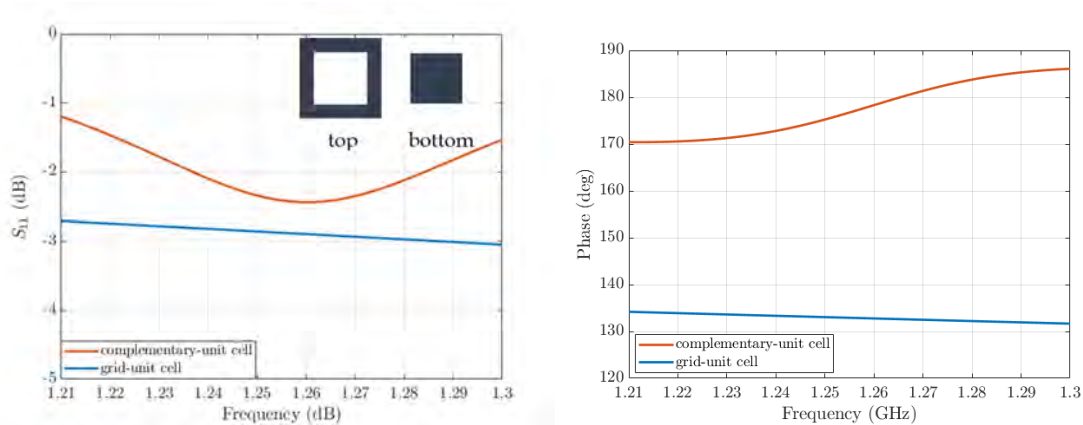 0
-1
-2
-3
-4
-5
S11 (dB)
top
bottom
complementary-unit cell
grid-unit cell
1.21 1.22 1.23 1.24 1.25 1.26 1.27 1.28 1.29 1.3
Frequency (dB)
190
180
170
160
150
140
130
120
Phase (deg)
complementary-unit cell
grid-unit cell
1.21 1.22 1.23 1.24 1.25 1.26 1.27 1.28 1.29 1.3
Frequency (GHz)